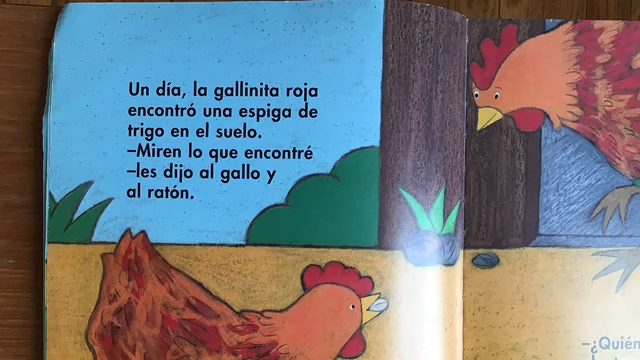 Un día, la gallinita roja
encontró una espiga de
trigo en el suelo.
–Miren lo que encontré
–les dijo al gallo y
al ratón.
–¿Quién